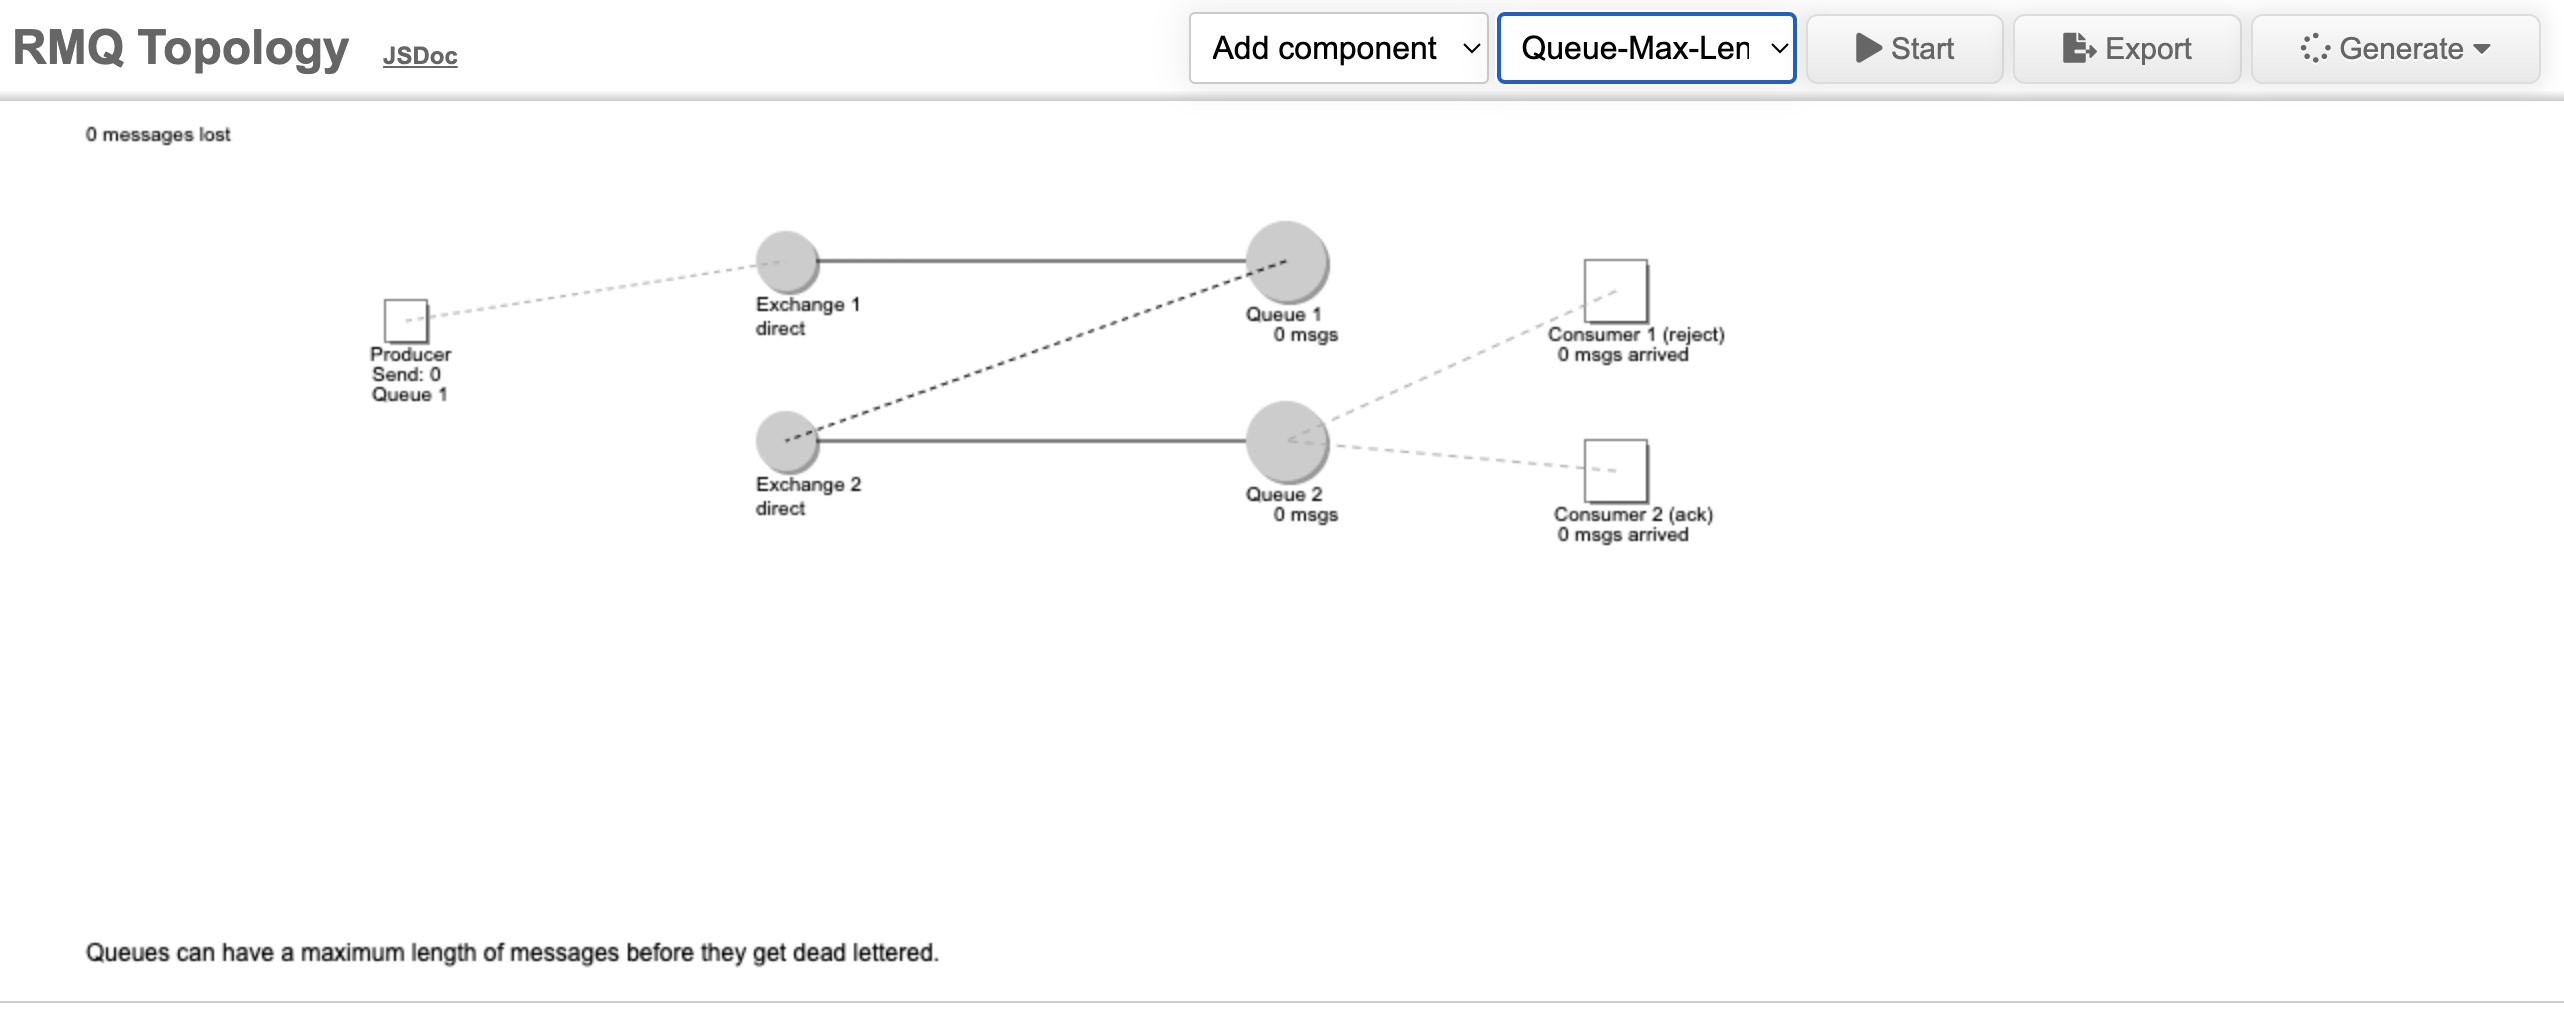 RMQ Topology JSDoc Add component Queue-Max-Len Start Export Generate
0 messages lost
Exchange 1
direct
Queue 1
0 msgs
Consumer 1 (reject)
0 msgs arrived
Producer
Send: 0
Queue 1
Exchange 2
direct
Queue 2
0 msgs
Consumer 2 (ack)
0 msgs arrived
Queues can have a maximum length of messages before they get dead lettered.